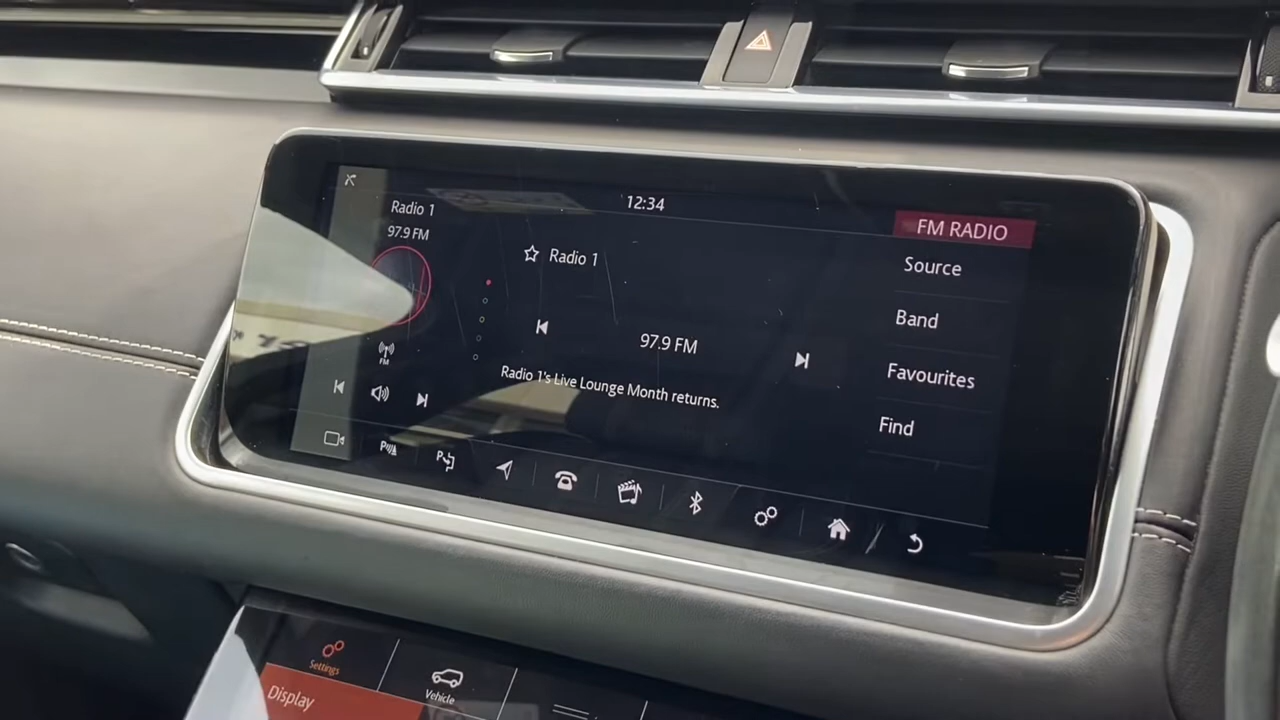 12:34
Radio 1
97.9 FM
FM
Radio 1
97.9 FM
Radio 1's Live Lounge Month returns.
FM RADIO
Source
Band
Favourites
Find
P
P
Settings
Vehicle
Display